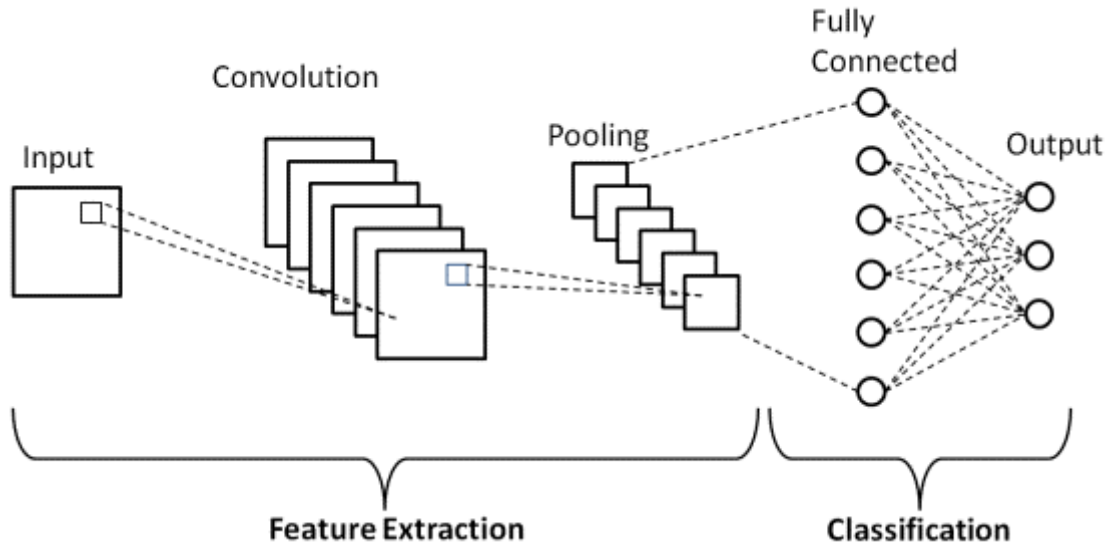 Input
Convolution
Pooling
Fully
Connected
Output
Feature Extraction
Classification